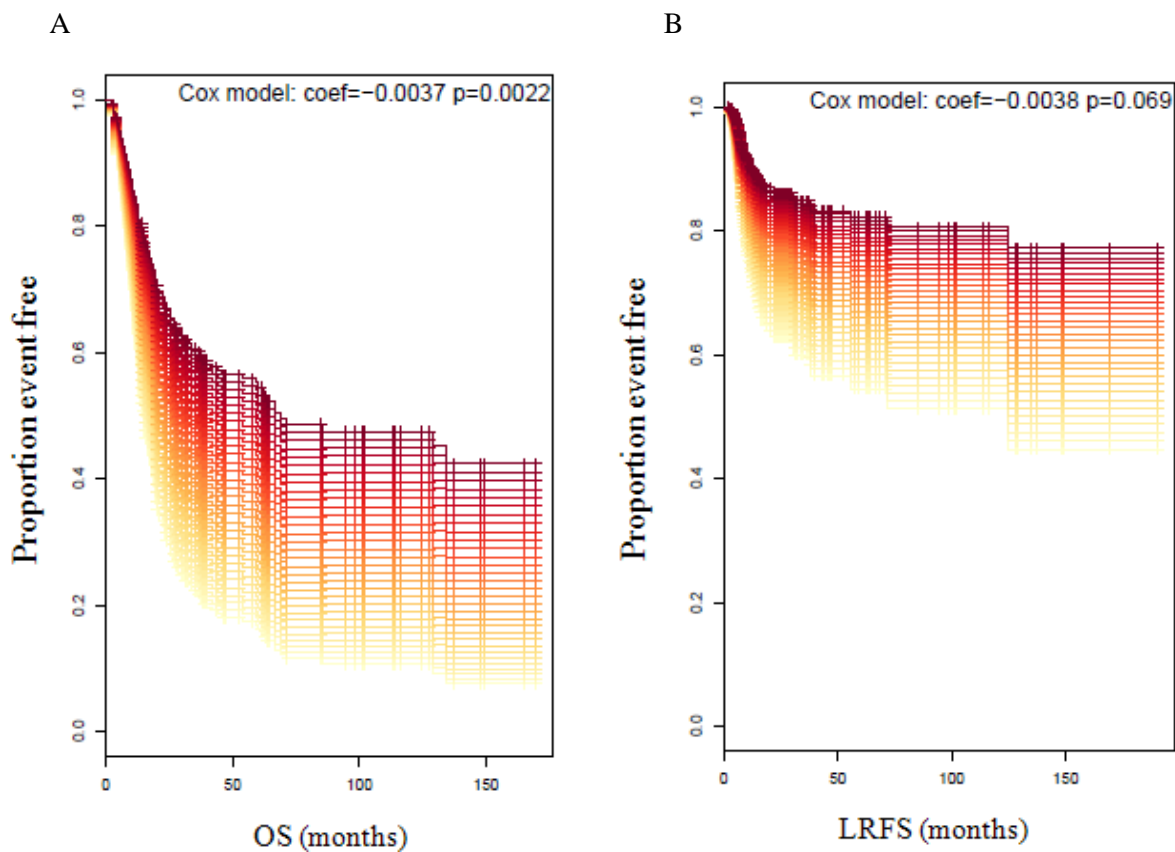 A
B
Cox model: coef=−0.0037 p=0.0022
Proportion event free
1.0
0.8
0.6
0.4
0.2
0.0
0 50 100 150
OS (months)
Cox model: coef=−0.0038 p=0.069
Proportion event free
1.0
0.8
0.6
0.4
0.2
0.0
0 50 100 150
LRFS (months)